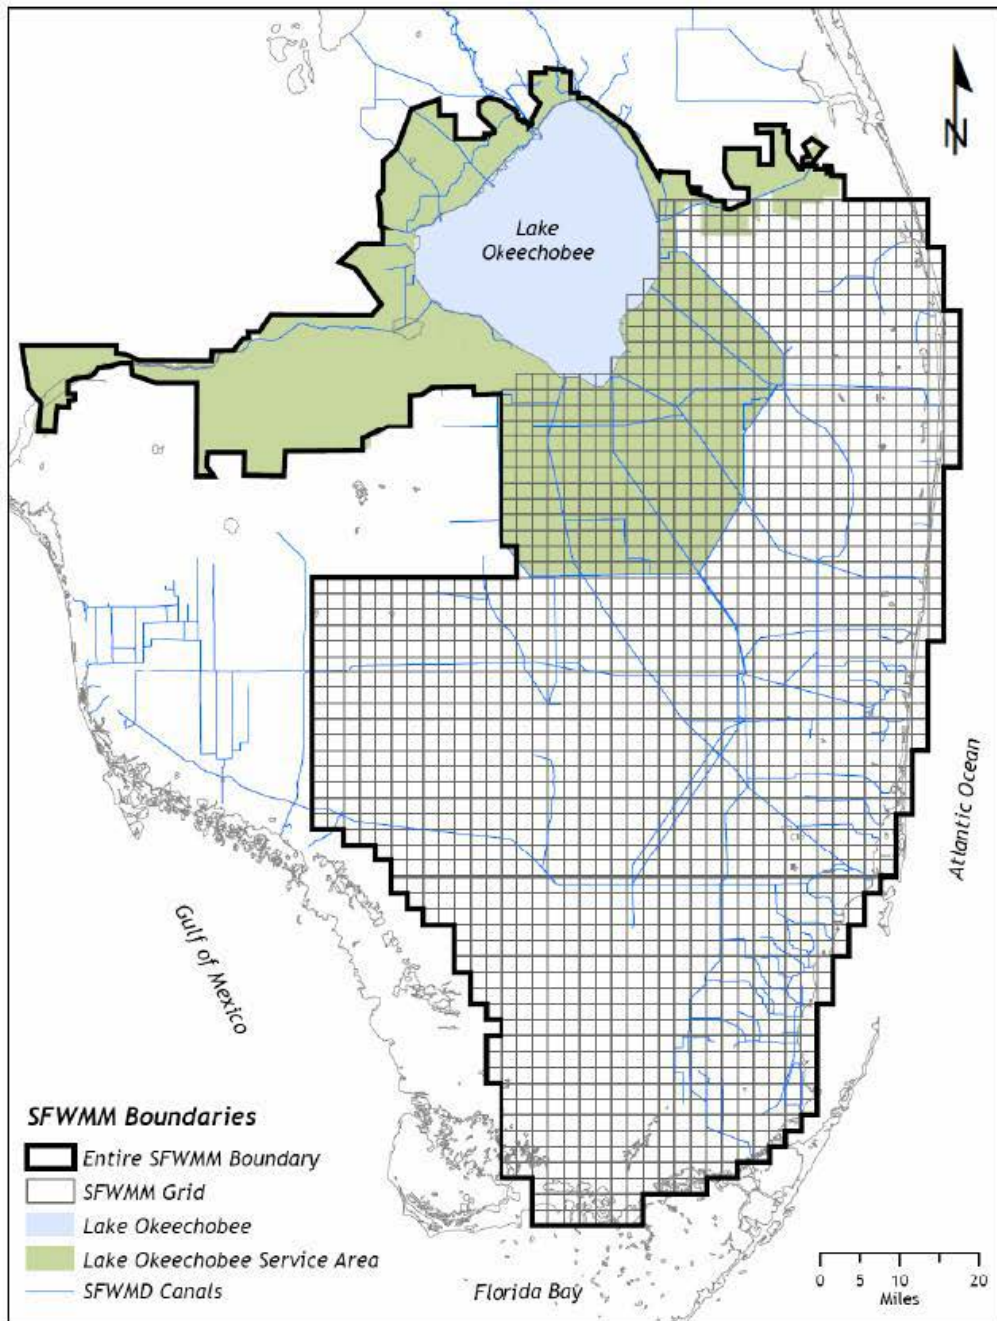 N
Lake
Okeechobee
Atlantic Ocean
Gulf of Mexico
SFWMM Boundaries
Entire SFWMM Boundary
SFWMM Grid
Lake Okeechobee
Lake Okeechobee Service Area
SFWMD Canals
Florida Bay
0 5 10 20
Miles